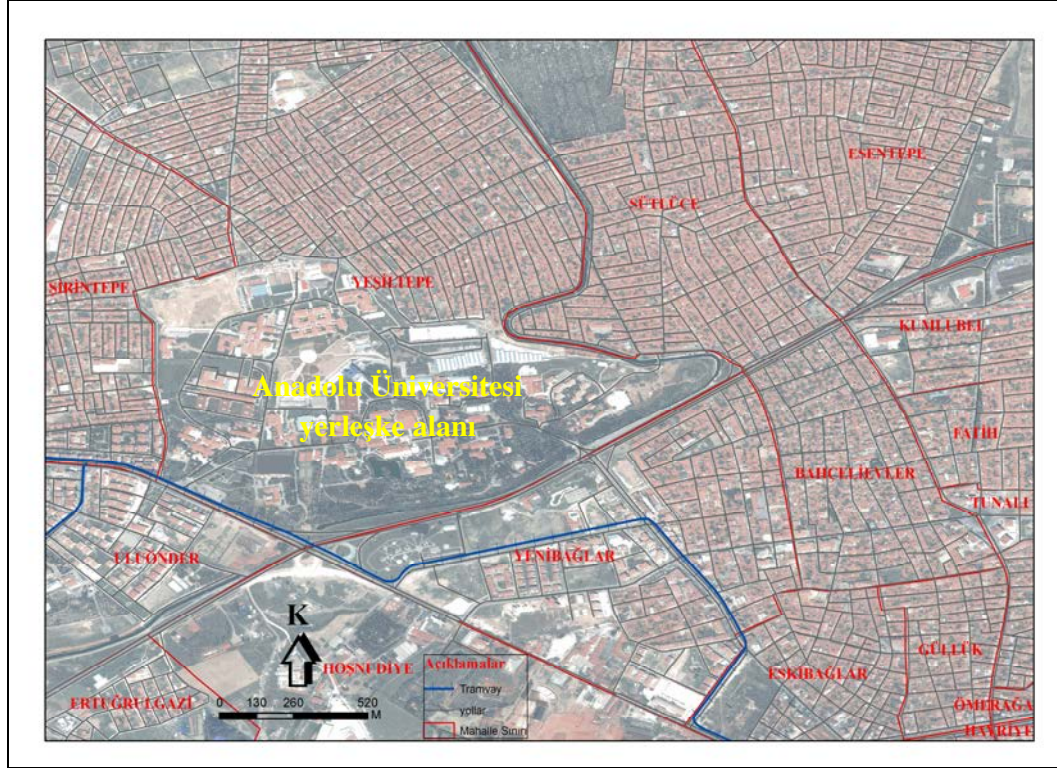 ESENTEPE
SÜTLÜCE
YEŞİLTEPE
ŞİRİNTEPE
KUMLUBEL
Anadolu Üniversitesi
yerleşke alanı
FATİH
BAHÇELİEVLER
TUNALI
ULUÖNDER
YENİBAĞLAR
K
HOŞNUDİYE
Açıklamalar
Tramvay
yollar
Mahalle Sınırı
ESKİBAĞLAR
GÜLLÜK
ERTUĞRULGAZİ
0 130 260 520
M
ÖMERAĞA
HAYRİYE